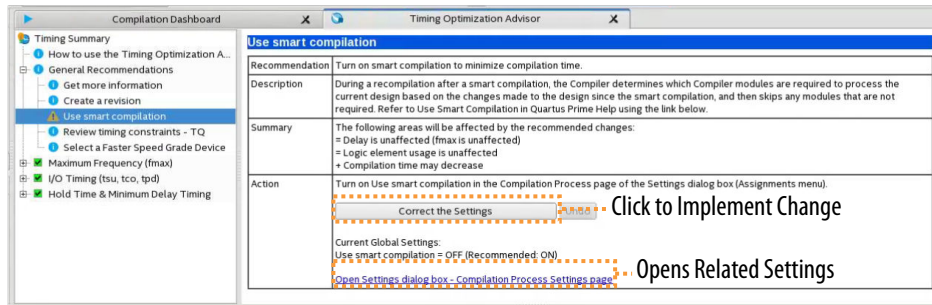 Compilation Dashboard
Timing Optimization Advisor
Timing Summary
How to use the Timing Optimization A...
General Recommendations
Get more information
Create a revision
Use smart compilation
Review timing constraints - TQ
Select a Faster Speed Grade Device
Maximum Frequency (fmax)
I/O Timing (tsu, tco, tpd)
Hold Time & Minimum Delay Timing
Use smart compilation
Recommendation Turn on smart compilation to minimize compilation time.
Description During a recompilation after a smart compilation, the Compiler determines which Compiler modules are required to process the
current design based on the changes made to the design since the smart compilation, and then skips any modules that are not
required. Refer to Use Smart Compilation in Quartus Prime Help using the link below.
Summary The following areas will be affected by the recommended changes:
= Delay is unaffected (fmax is unaffected)
= Logic element usage is unaffected
+ Compilation time may decrease
Action Turn on Use smart compilation in the Compilation Process page of the Settings dialog box (Assignments menu).
Correct the Settings Undo Click to Implement Change
Current Global Settings:
Use smart compilation = OFF (Recommended: ON)
Open Settings dialog box - Compilation Process Settings page Opens Related Settings